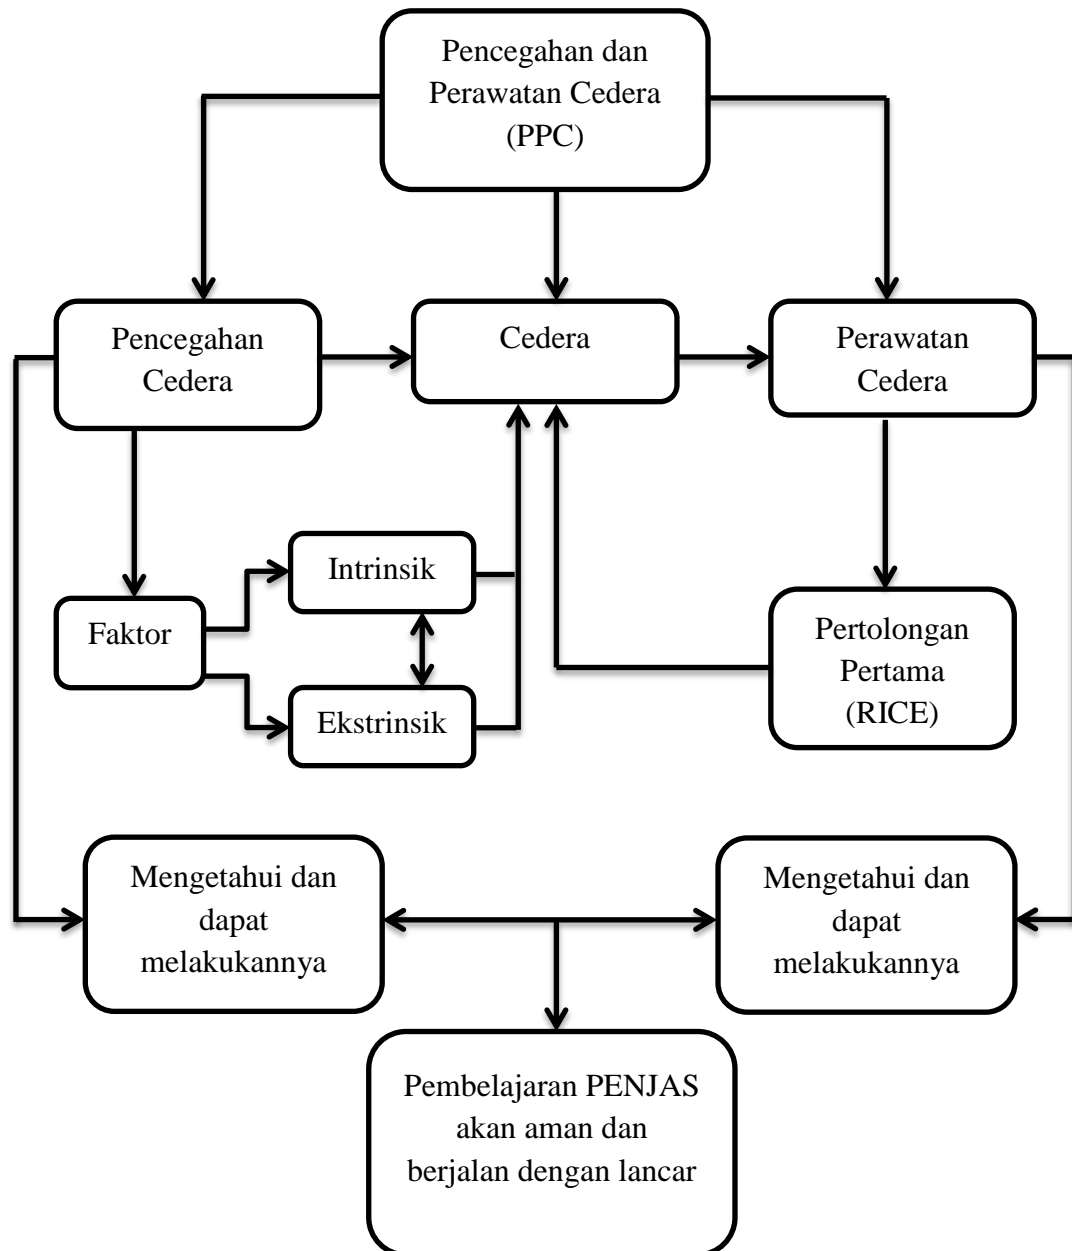 Pencegahan dan
Perawatan Cedera
(PPC)
Pencegahan
Cedera
Cedera
Perawatan
Cedera
Intrinsik
Faktor
Ekstrinsik
Pertolongan
Pertama
(RICE)
Mengetahui dan
dapat
melakukannya
Mengetahui dan
dapat
melakukannya
Pembelajaran PENJAS
akan aman dan
berjalan dengan lancar